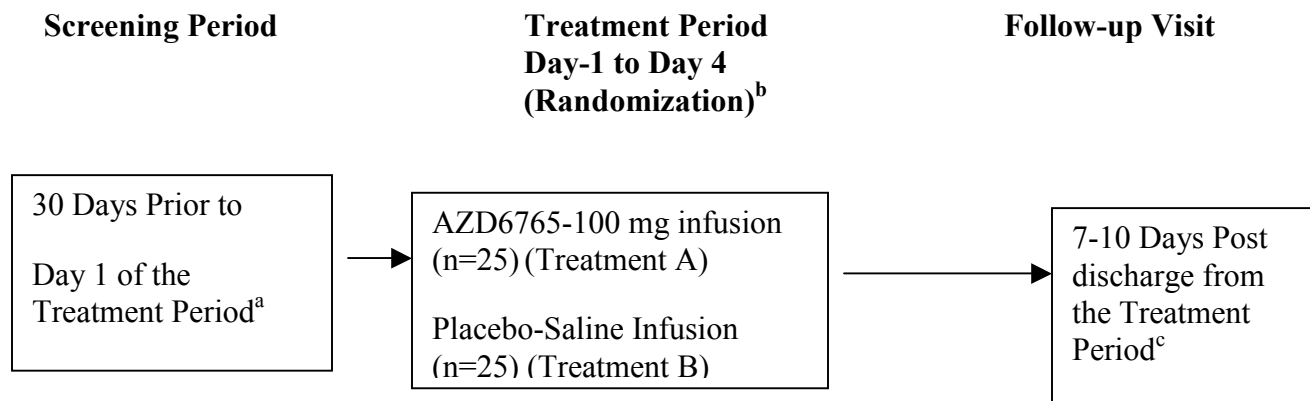 Screening Period
Treatment Period
Day-1 to Day 4
(Randomization)b
Follow-up Visit
30 Days Prior to
Day 1 of the
Treatment Perioda
AZD6765-100 mg infusion
(n=25) (Treatment A)
Placebo-Saline Infusion
(n=25) (Treatment B)
7-10 Days Post
discharge from
the Treatment
Periodc